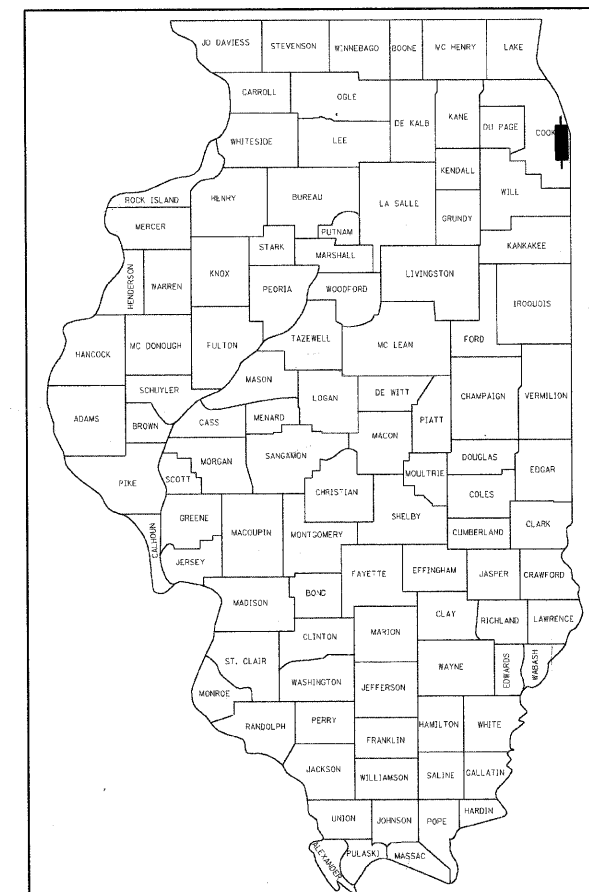 JO DAVIESS STEVENSON WINNEBAGO BOONE MC HENRY LAKE
CARROLL OGLE DE KALB KANE DU PAGE COOK
WHITESIDE LEE
KENDALL WILL
ROCK ISLAND HENRY BUREAU LA SALLE GRUNDY
MERCER PUTNAM
STARK MARSHALL KANKAKEE
HENDERSON WARREN KNOX PEORIA WOODFORD LIVINGSTON
IROQUOIS
HANCOCK MC DONOUGH FULTON TAZEWELL MC LEAN FORD
MASON
SCHUYLER DE WITT
ADAMS BROWN CASS MENARD LOGAN PIATT CHAMPAIGN VERMILION
MACON
SANGAMON
PIKE SCOTT MORGAN MOULTRIE DOUGLAS EDGAR
CHRISTIAN COLES
GREENE SHELBY
CALHOUN MACOUPIN MONTGOMERY CUMBERLAND CLARK
JERSEY FAYETTE EFFINGHAM JASPER CRAWFORD
MADISON BOND
CLAY RICHLAND LAWRENCE
CLINTON MARION
ST. CLAIR WAYNE EDWARDS WABASH
MONROE WASHINGTON JEFFERSON
RANDOLPH PERRY HAMILTON WHITE
FRANKLIN
JACKSON WILLIAMSON SALINE GALLATIN
HARDIN
UNION JOHNSON POPE
ALEXANDER PULASKI MASSAC